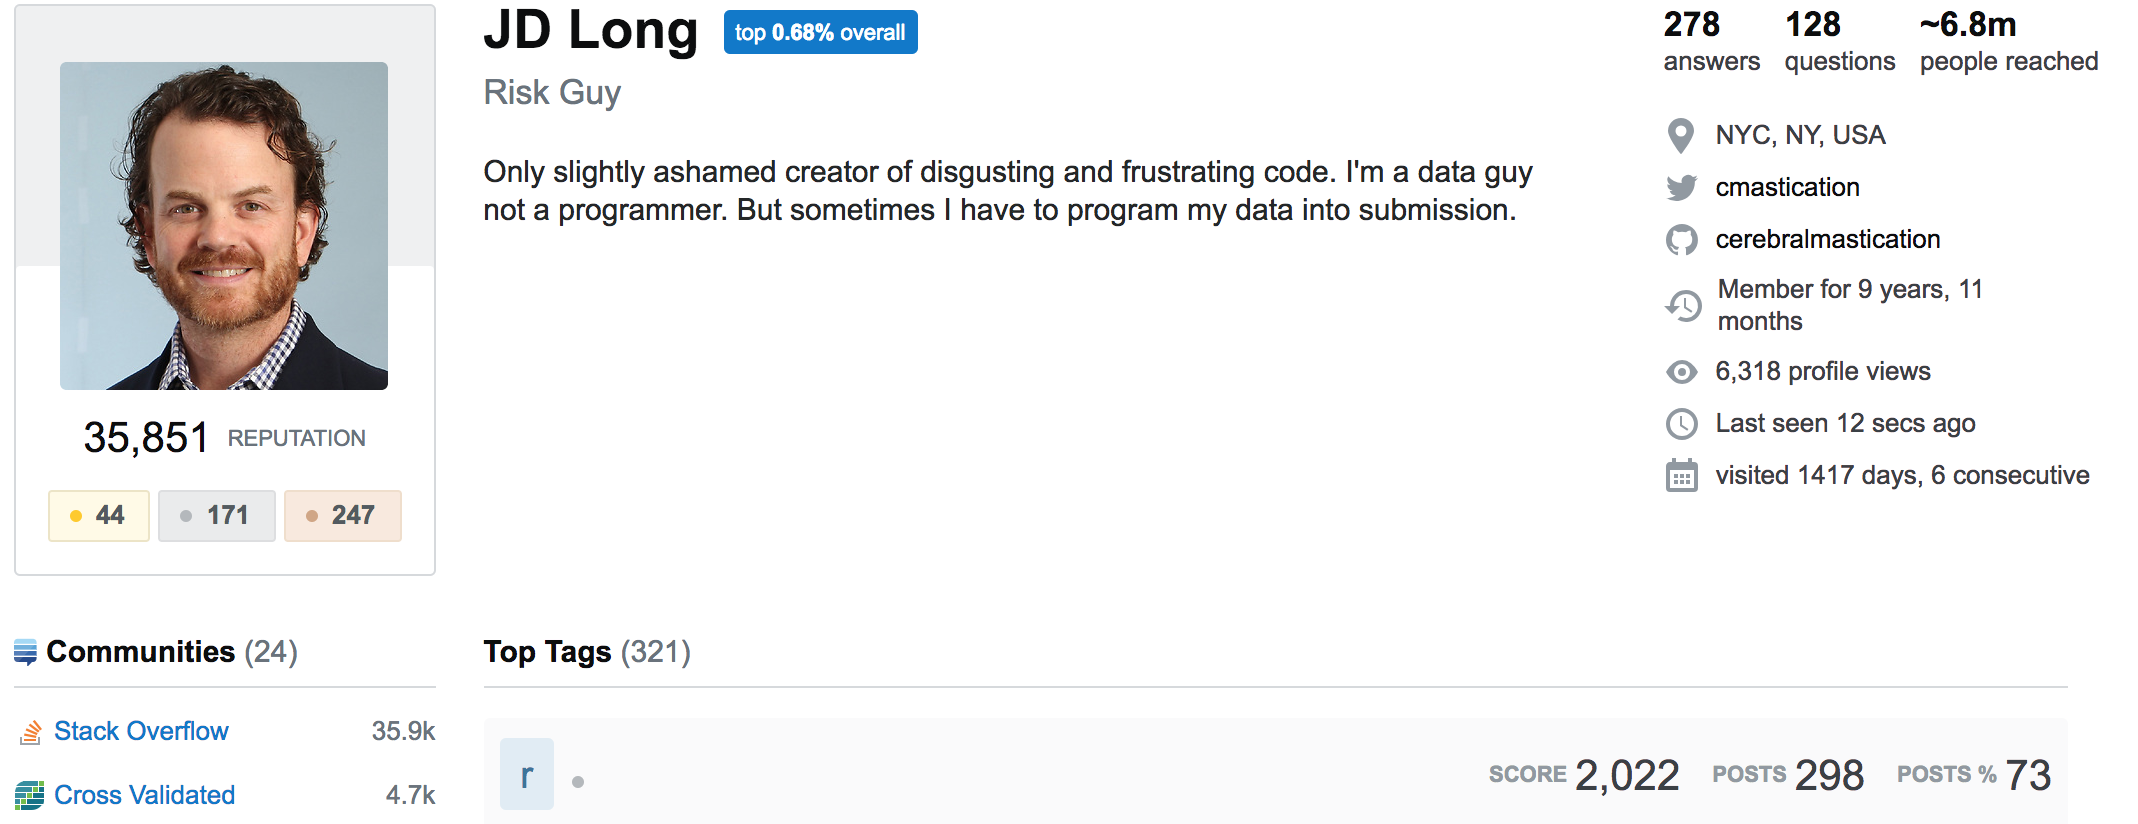 JD Long
top 0.68% overall
Risk Guy
Only slightly ashamed creator of disgusting and frustrating code. I'm a data guy
not a programmer. But sometimes I have to program my data into submission.
278 128 ~6.8m
answers questions people reached
NYC, NY, USA
cmastication
cerebralmastication
Member for 9 years, 11
months
6,318 profile views
Last seen 12 secs ago
visited 1417 days, 6 consecutive
35,851 REPUTATION
44 171 247
Communities (24)
Stack Overflow 35.9k
Cross Validated 4.7k
Top Tags (321)
r SCORE 2,022 POSTS 298 POSTS % 73